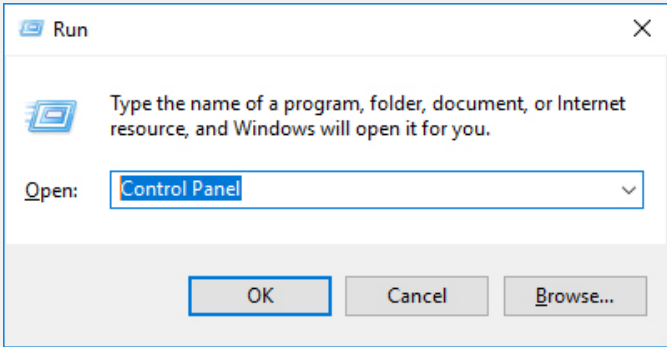 Run
Type the name of a program, folder, document, or Internet
resource, and Windows will open it for you.
Open: Control Panel
OK Cancel Browse...